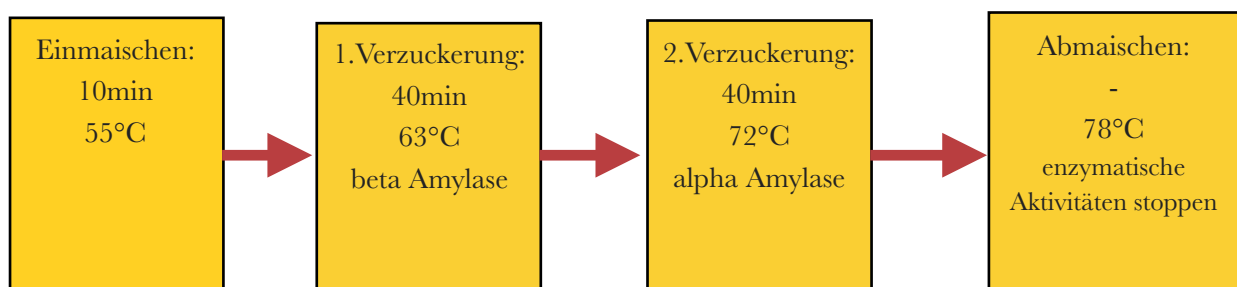 Einmaischen:
10min
55°C
1.Verzuckerung:
40min
63°C
beta Amylase
2.Verzuckerung:
40min
72°C
alpha Amylase
Abmaischen:
-
78°C
enzymatische
Aktivitäten stoppen